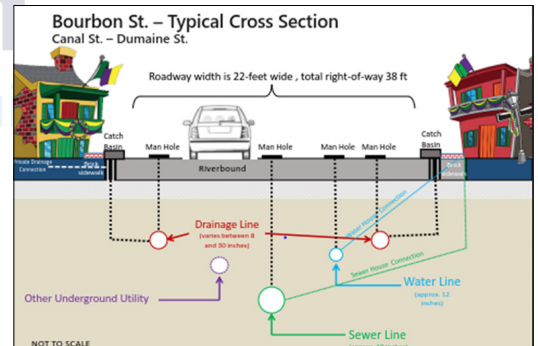 Bourbon St. – Typical Cross Section
Canal St. – Dumaine St.
Roadway width is 22-feet wide , total right-of-way 38 ft
Catch
Basin
Man Hole
Man Hole
Man Hole
Man Hole
Catch
Basin
Private Drainage
Connection
Brick
sidewalk
Riverbound
Brick
sidewalk
Water House Connection
Drainage Line
(varies between 8
and 30 inches)
Sewer House Connection
Other Underground Utility
Water Line
(approx. 12
inches)
Sewer Line
NOT TO SCALE